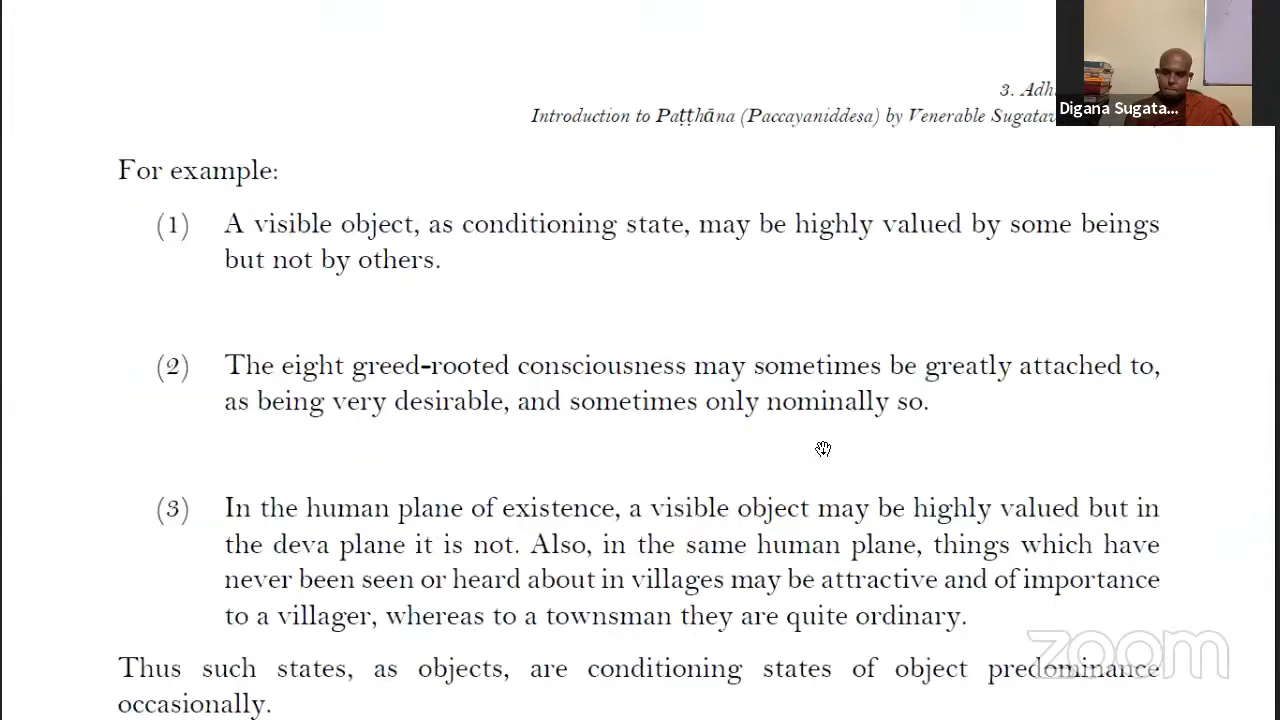 3. Adh
Introduction to Paṭṭhāna (Paccayaniddesa) by Venerable Sugata
Digana Sugata...
For example:
(1) A visible object, as conditioning state, may be highly valued by some beings
but not by others.
(2) The eight greed-rooted consciousness may sometimes be greatly attached to,
as being very desirable, and sometimes only nominally so.
(3) In the human plane of existence, a visible object may be highly valued but in
the deva plane it is not. Also, in the same human plane, things which have
never been seen or heard about in villages may be attractive and of importance
to a villager, whereas to a townsman they are quite ordinary.
zoom
Thus such states, as objects, are conditioning states of object predominance
occasionally.